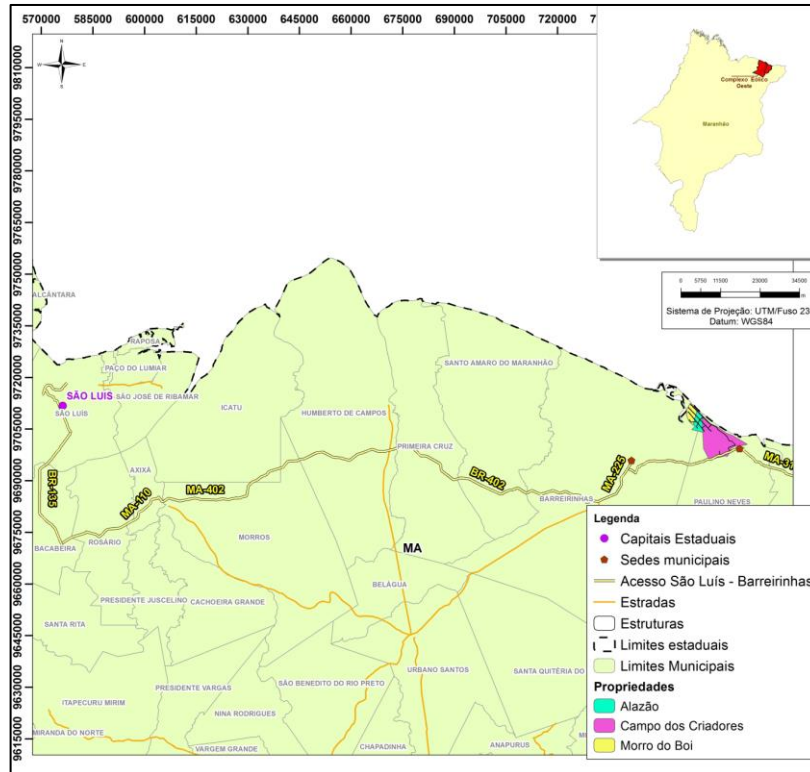 570000 585000 600000 615000 630000 645000 660000 675000 690000 705000 720000
9810000
9795000
9780000
9765000
9750000
9735000
9720000
9705000
9690000
9675000
9660000
9645000
9630000
9615000
N
S
Complexo Eólico
Oeste
Maranhão
0 5750 11500 23000 34500
m
Sistema de Projeção: UTM/Fuso 23
Datum: WGS84
ALCÂNTARA
RAPOSA
PAÇO DO LUMIAR
SÃO LUIS
SÃO LUÍS
SÃO JOSÉ DE RIBAMAR
ICATU
HUMBERTO DE CAMPOS
SANTO AMARO DO MARANHÃO
PRIMEIRA CRUZ
AXIXÁ
BR-135
MA-110
MA-402
BR-402
MA-225
MA-31
BARREIRINHAS
PAULINO NEVES
BACABEIRA
ROSÁRIO
MORROS
MA
BELÁGUA
PRESIDENTE JUSCELINO
CACHOEIRA GRANDE
SANTA RITA
SÃO BENEDITO DO RIO PRETO
URBANO SANTOS
SANTA QUITÉRIA DO
ITAPECURU MIRIM
PRESIDENTE VARGAS
NINA RODRIGUES
MIRANDA DO NORTE
VARGEM GRANDE
CHAPADINHA
ANAPURUS
Legenda
Capitais Estaduais
Sedes municipais
Acesso São Luís - Barreirinhas
Estradas
Estruturas
Limites estaduais
Limites Municipais
Propriedades
Alazão
Campo dos Criadores
Morro do Boi